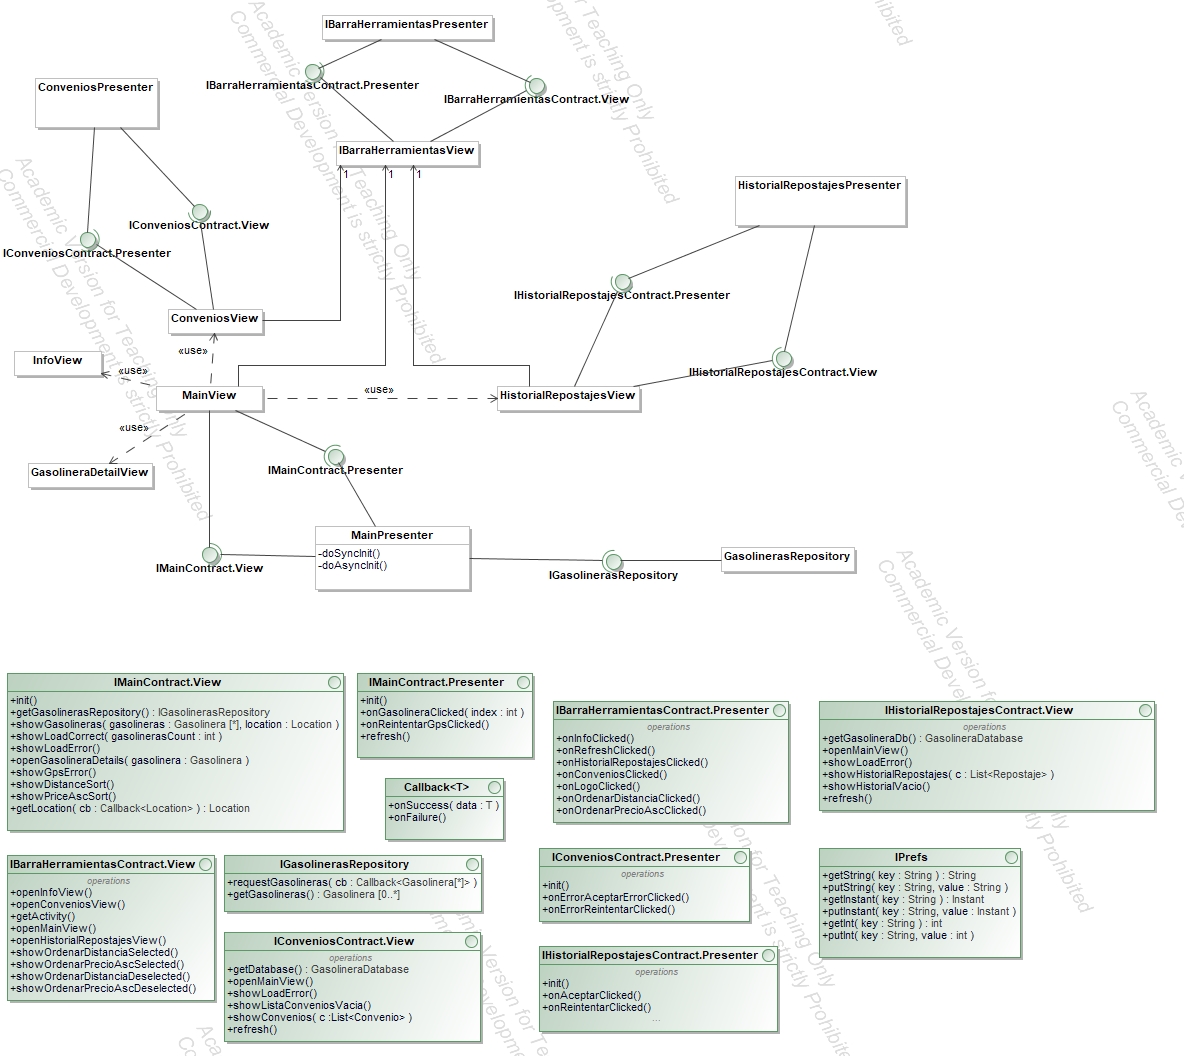 IBarraHerramientasPresenter
IBarraHerramientasContract.Presenter
IBarraHerramientasContract.View
ConveniosPresenter
IBarraHerramientasView
1
1
1
HistorialRepostajesPresenter
IConveniosContract.View
IConveniosContract.Presenter
IHistorialRepostajesContract.Presenter
ConveniosView
«use»
InfoView
«use»
IHistorialRepostajesContract.View
MainView
«use»
HistorialRepostajesView
«use»
GasolineraDetailView
IMainContract.Presenter
MainPresenter
-doSyncInit()
-doAsyncInit()
IMainContract.View
IGasolinerasRepository
GasolinerasRepository
IMainContract.View
+init()
+getGasolinerasRepository() : IGasolinerasRepository
+showGasolineras( gasolineras : Gasolinera [*], location : Location )
+showLoadCorrect( gasolinerasCount : int )
+showLoadError()
+openGasolineraDetails( gasolinera : Gasolinera )
+showGpsError()
+showDistanceSort()
+showPriceAscSort()
+getLocation( cb : Callback<Location> ) : Location
IMainContract.Presenter
+init()
+onGasolineraClicked( index : int )
+onReintentarGpsClicked()
+refresh()
Callback<T>
+onSuccess( data : T )
+onFailure()
IBarraHerramientasContract.Presenter
operations
+onInfoClicked()
+onRefreshClicked()
+onHistorialRepostajesClicked()
+onConveniosClicked()
+onLogoClicked()
+onOrdenarDistanciaClicked()
+onOrdenarPrecioAscClicked()
IHistorialRepostajesContract.View
operations
+getGasolineraDb() : GasolineraDatabase
+openMainView()
+showLoadError()
+showHistorialRepostajes( c : List<Repostaje> )
+showHistorialVacio()
+refresh()
IBarraHerramientasContract.View
operations
+openInfoView()
+openConveniosView()
+getActivity()
+openMainView()
+openHistorialRepostajesView()
+showOrdenarDistanciaSelected()
+showOrdenarPrecioAscSelected()
+showOrdenarDistanciaDeselected()
+showOrdenarPrecioAscDeselected()
IGasolinerasRepository
+requestGasolineras( cb : Callback<Gasolinera[*]> )
+getGasolineras() : Gasolinera [0..*]
IConveniosContract.View
operations
+getDatabase() : GasolineraDatabase
+openMainView()
+showLoadError()
+showListaConveniosVacia()
+showConvenios( c :List<Convenio> )
+refresh()
IConveniosContract.Presenter
operations
+init()
+onErrorAceptarErrorClicked()
+onErrorReintentarClicked()
IHistorialRepostajesContract.Presenter
operations
+init()
+onAceptarClicked()
+onReintentarClicked()
...
IPrefs
+getString( key : String ) : String
+putString( key : String, value : String )
+getInstant( key : String ) : Instant
+putInstant( key : String, value : Instant )
+getInt( key : String ) : int
+putInt( key : String, value : int )
Academic Version for Teaching Only
Commercial Development is strictly Prohibited